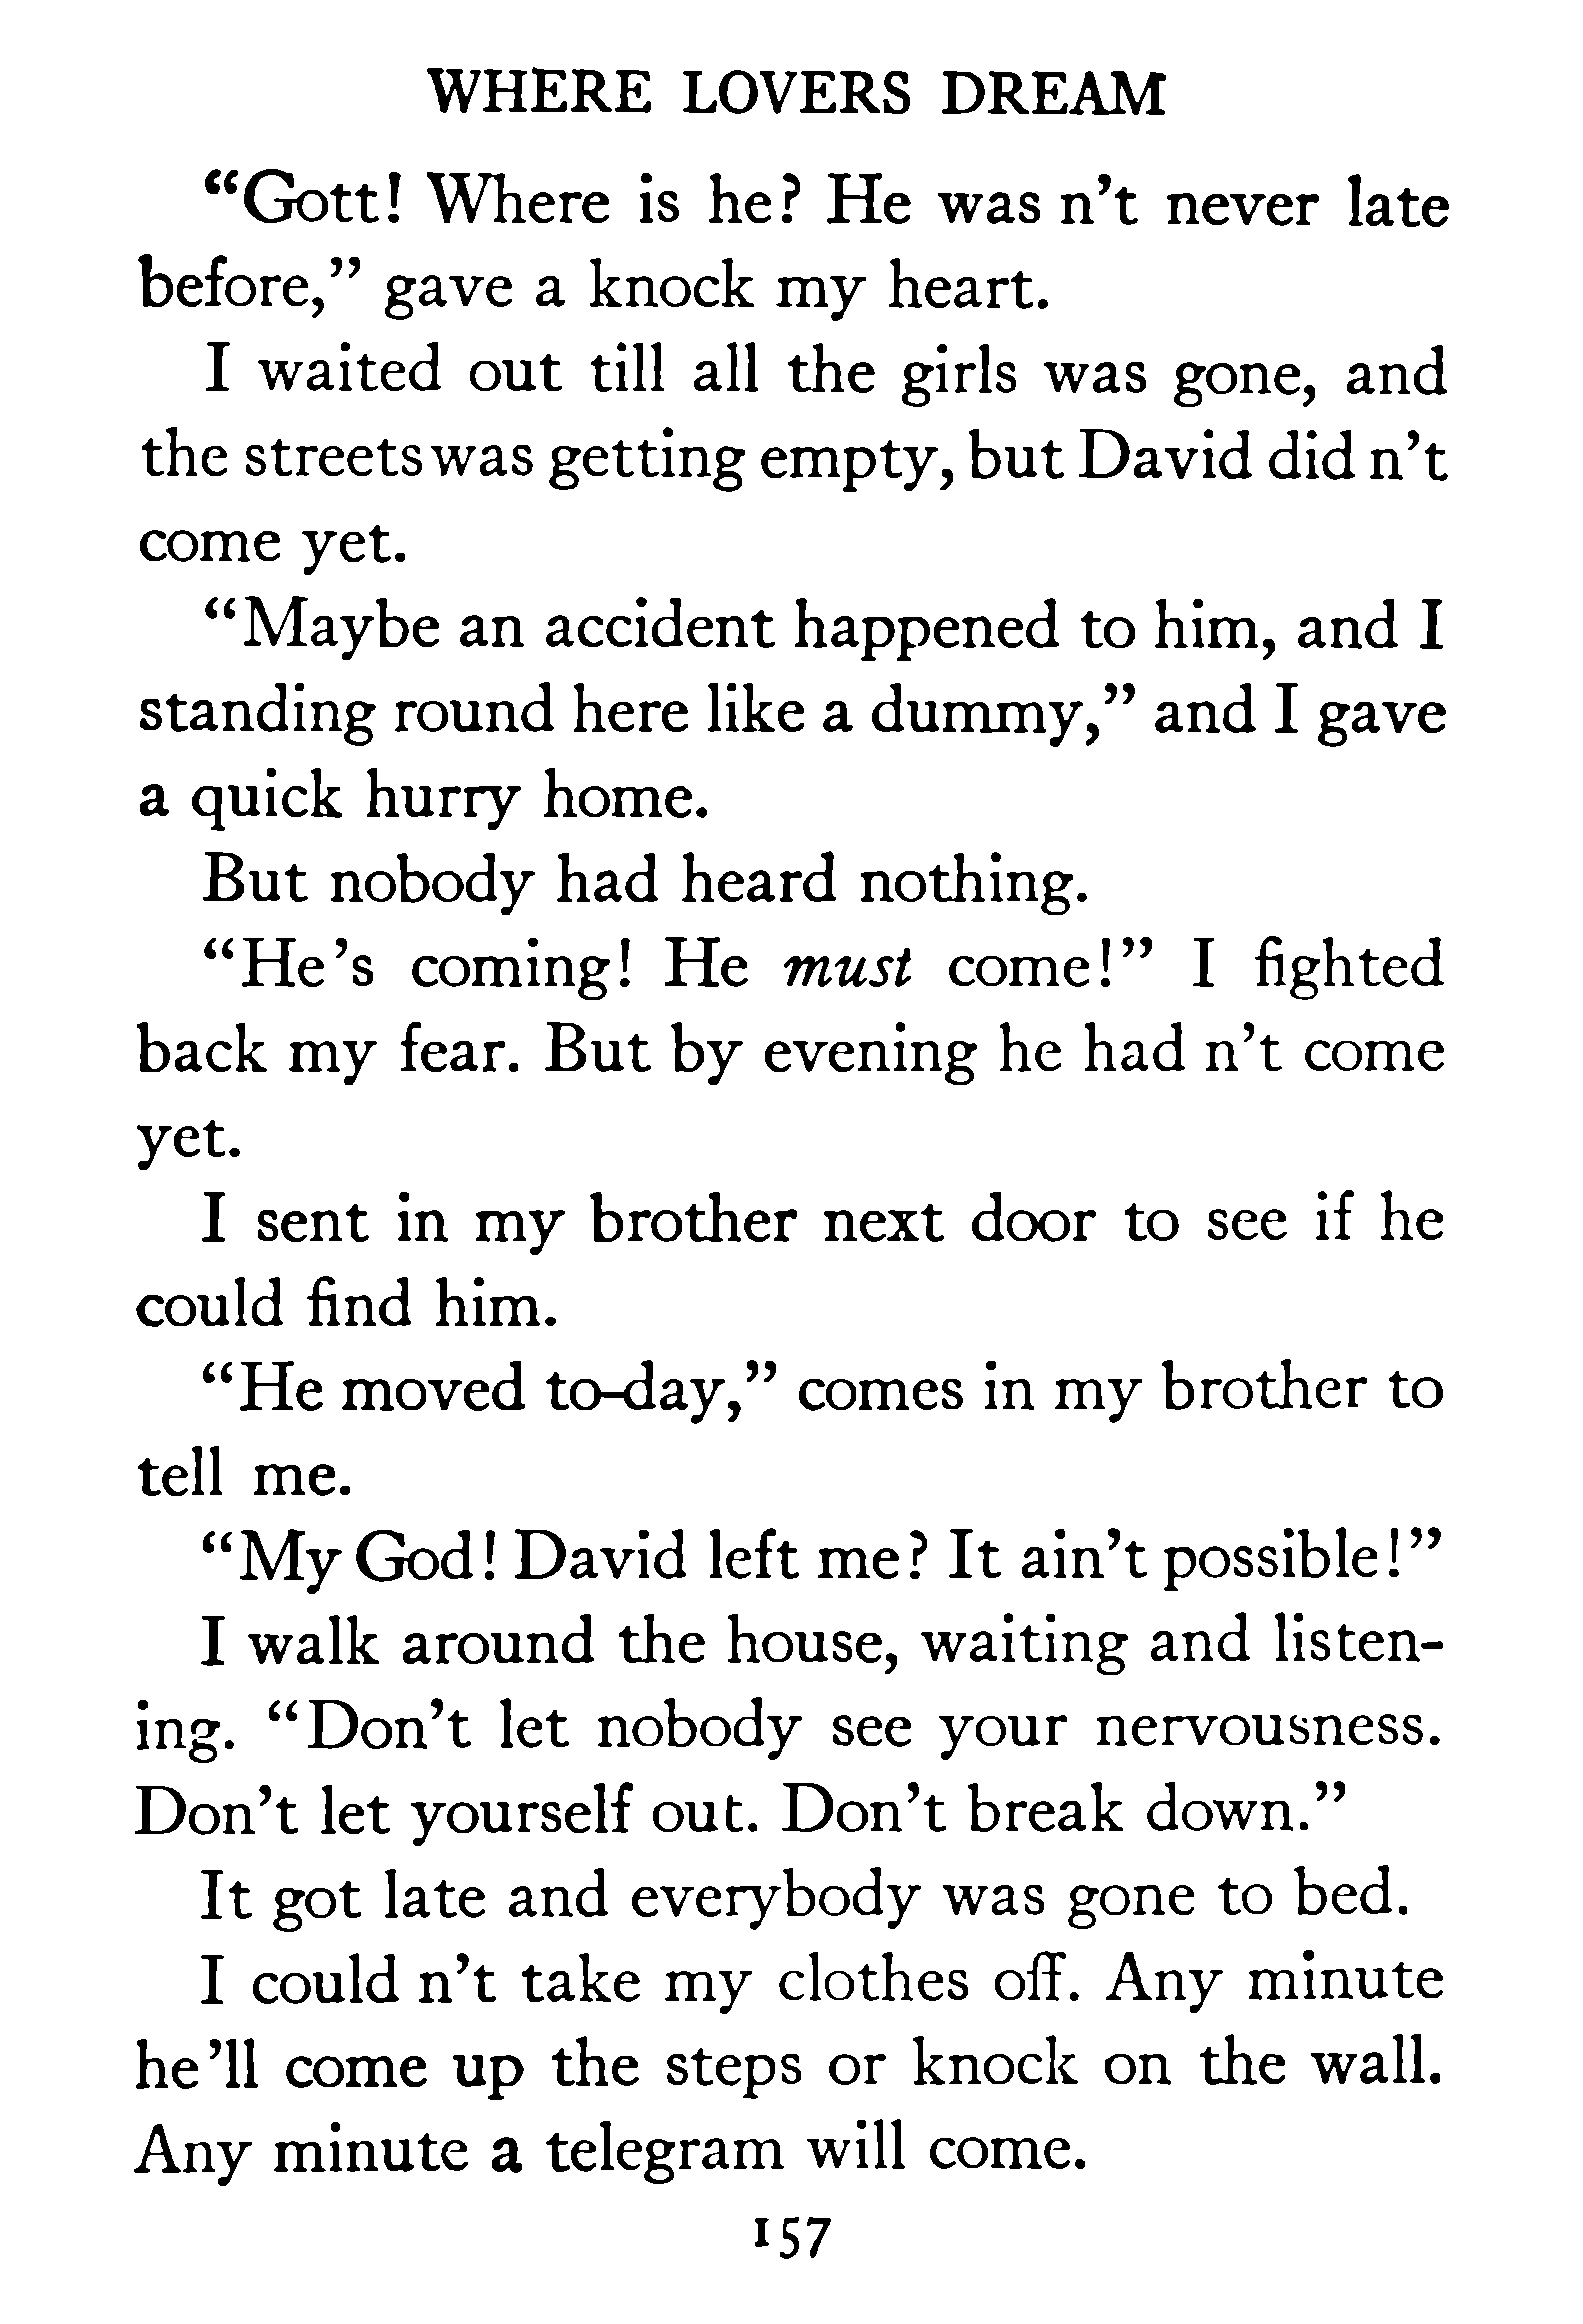 WHERE LOVERS DREAM
“Gott! Where is he? He was n’t never late
before,” gave a knock my heart.
I waited out till all the girls was gone, and
the streets was getting empty, but David did n’t
come yet.
“Maybe an accident happened to him, and I
standing round here like a dummy,” and I gave
a quick hurry home.
But nobody had heard nothing.
“He’s coming! He must come!” I fighted
back my fear. But by evening he had n’t come
yet.
I sent in my brother next door to see if he
could find him.
“He moved to-day,” comes in my brother to
tell me.
“My God! David left me? It ain’t possible!”
I walk around the house, waiting and listen-
ing. “Don’t let nobody see your nervousness.
Don’t let yourself out. Don’t break down.”
It got late and everybody was gone to bed.
I could n’t take my clothes off. Any minute
he’ll come up the steps or knock on the wall.
Any minute a telegram will come.
157